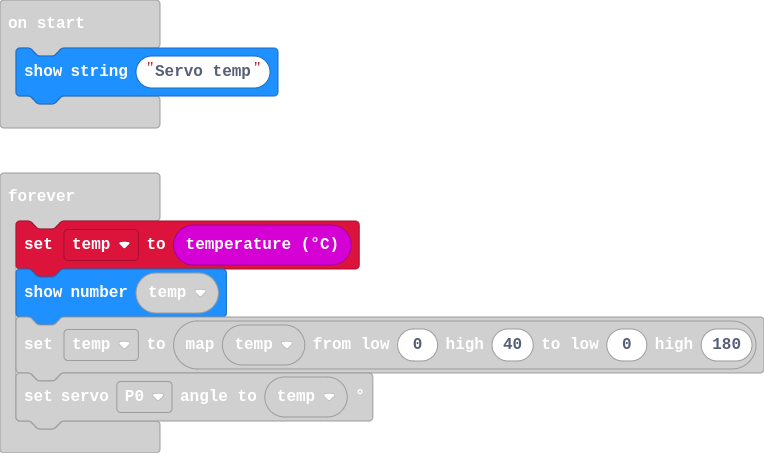 on start
show string "Servo temp"
forever
set temp to temperature (°C)
show number temp
set temp to map temp from low 0 high 40 to low 0 high 180
set servo P0 angle to temp °